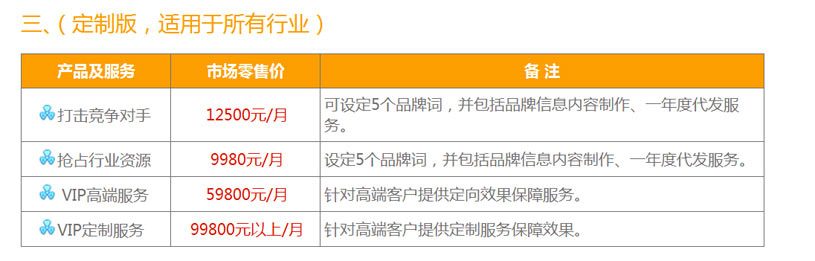 三、（定制版，适用于所有行业）
产品及服务 市场零售价 备 注
打击竞争对手 12500元/月 可设定5个品牌词，并包括品牌信息内容制作、一年度代发服
务。
抢占行业资源 9980元/月 设定5个品牌词，并包括品牌信息内容制作、一年度代发服务。
VIP高端服务 59800元/月 针对高端客户提供定向效果保障服务。
VIP定制服务 99800元以上/月 针对高端客户提供定制服务保障效果。